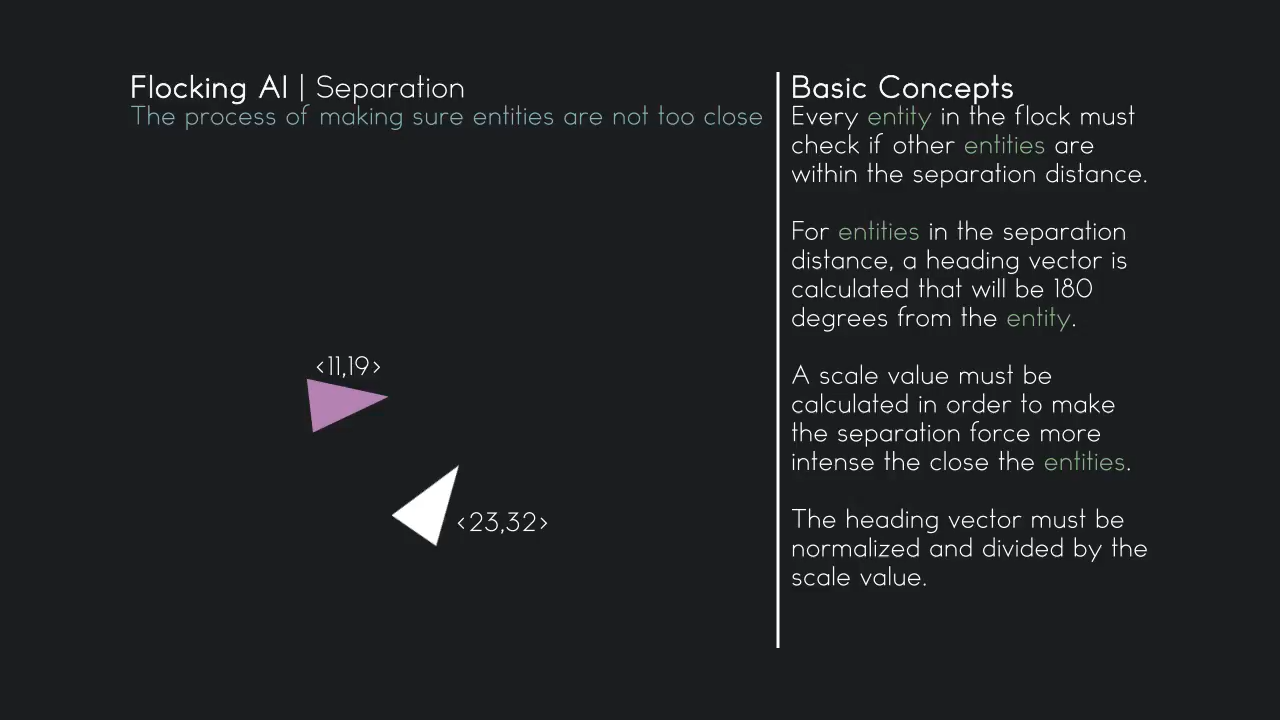 Flocking AI | Separation
The process of making sure entities are not too close
<11,19>
<23,32>
Basic Concepts
Every entity in the flock must
check if other entities are
within the separation distance.
For entities in the separation
distance, a heading vector is
calculated that will be 180
degrees from the entity.
A scale value must be
calculated in order to make
the separation force more
intense the close the entities.
The heading vector must be
normalized and divided by the
scale value.